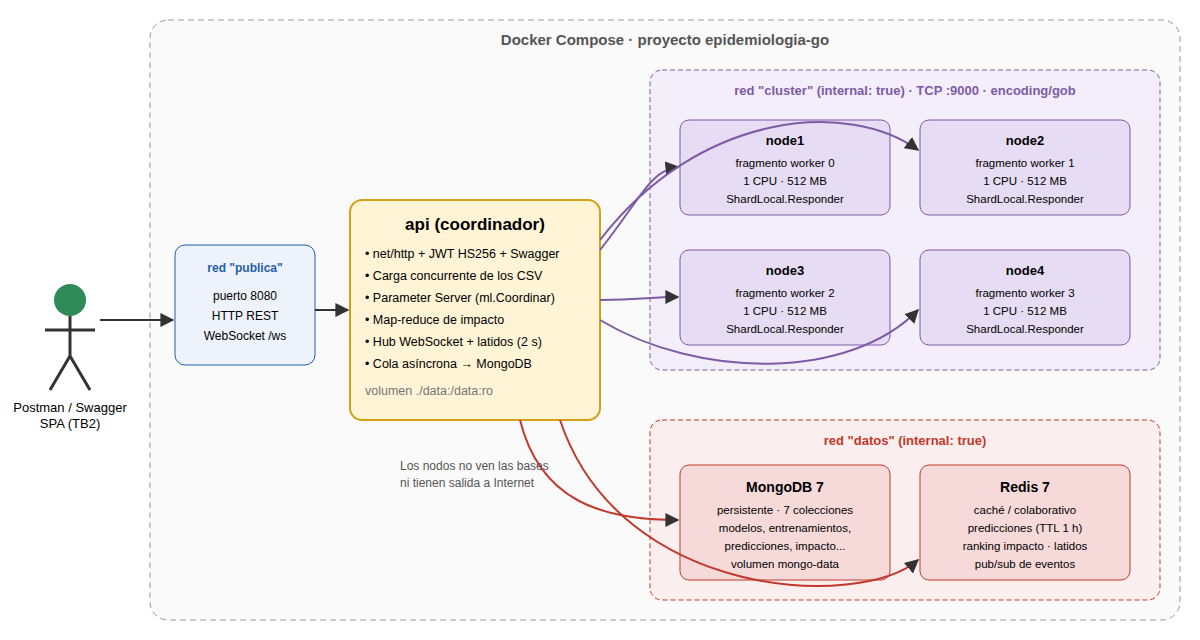 Docker Compose · proyecto epidemiologia-go
red "cluster" (internal: true) · TCP :9000 · encoding/gob
node1
fragmento worker 0
1 CPU · 512 MB
ShardLocal.Responder
node2
fragmento worker 1
1 CPU · 512 MB
ShardLocal.Responder
node3
fragmento worker 2
1 CPU · 512 MB
ShardLocal.Responder
node4
fragmento worker 3
1 CPU · 512 MB
ShardLocal.Responder
api (coordinador)
• net/http + JWT HS256 + Swagger
• Carga concurrente de los CSV
• Parameter Server (ml.Coordinar)
• Map-reduce de impacto
• Hub WebSocket + latidos (2 s)
• Cola asíncrona → MongoDB
volumen ./data:/data:ro
red "publica"
puerto 8080
HTTP REST
WebSocket /ws
Postman / Swagger
SPA (TB2)
Los nodos no ven las bases
ni tienen salida a Internet
red "datos" (internal: true)
MongoDB 7
persistente · 7 colecciones
modelos, entrenamientos,
predicciones, impacto...
volumen mongo-data
Redis 7
caché / colaborativo
predicciones (TTL 1 h)
ranking impacto · latidos
pub/sub de eventos